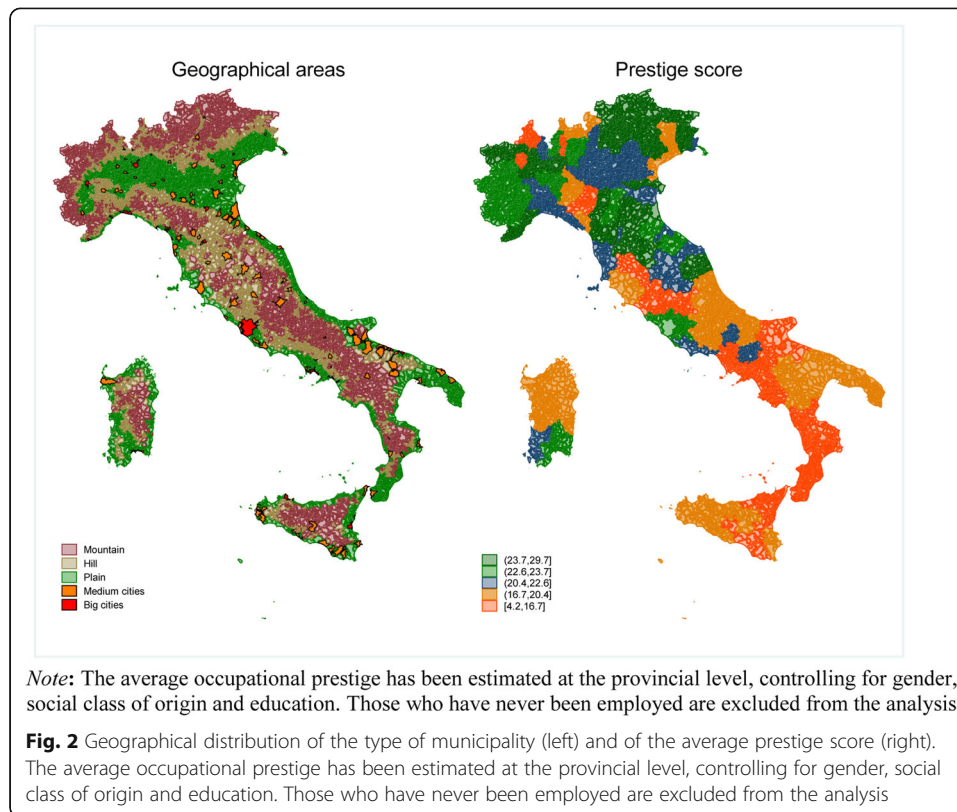 Geographical areas
Prestige score
Mountain
Hill
Plain
Medium cities
Big cities
(23.7,29.7]
(22.6,23.7]
(20.4,22.6]
(16.7,20.4]
[4.2,16.7]
Note: The average occupational prestige has been estimated at the provincial level, controlling for gender,
social class of origin and education. Those who have never been employed are excluded from the analysis
Fig. 2 Geographical distribution of the type of municipality (left) and of the average prestige score (right).
The average occupational prestige has been estimated at the provincial level, controlling for gender, social
class of origin and education. Those who have never been employed are excluded from the analysis